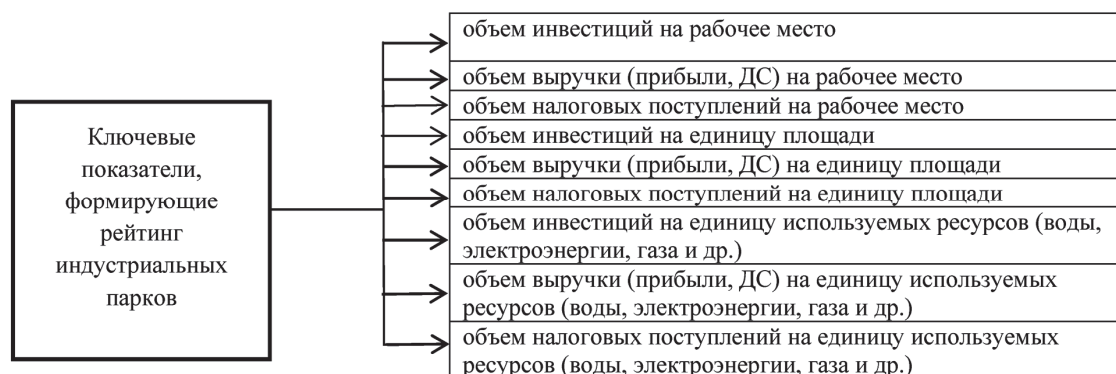 Ключевые
показатели,
формирующие
рейтинг
индустриальных
парков
объем инвестиций на рабочее место
объем выручки (прибыли, ДС) на рабочее место
объем налоговых поступлений на рабочее место
объем инвестиций на единицу площади
объем выручки (прибыли, ДС) на единицу площади
объем налоговых поступлений на единицу площади
объем инвестиций на единицу используемых ресурсов (воды,
электроэнергии, газа и др.)
объем выручки (прибыли, ДС) на единицу используемых
ресурсов (воды, электроэнергии, газа и др.)
объем налоговых поступлений на единицу используемых
ресурсов (воды, электроэнергии, газа и др.)